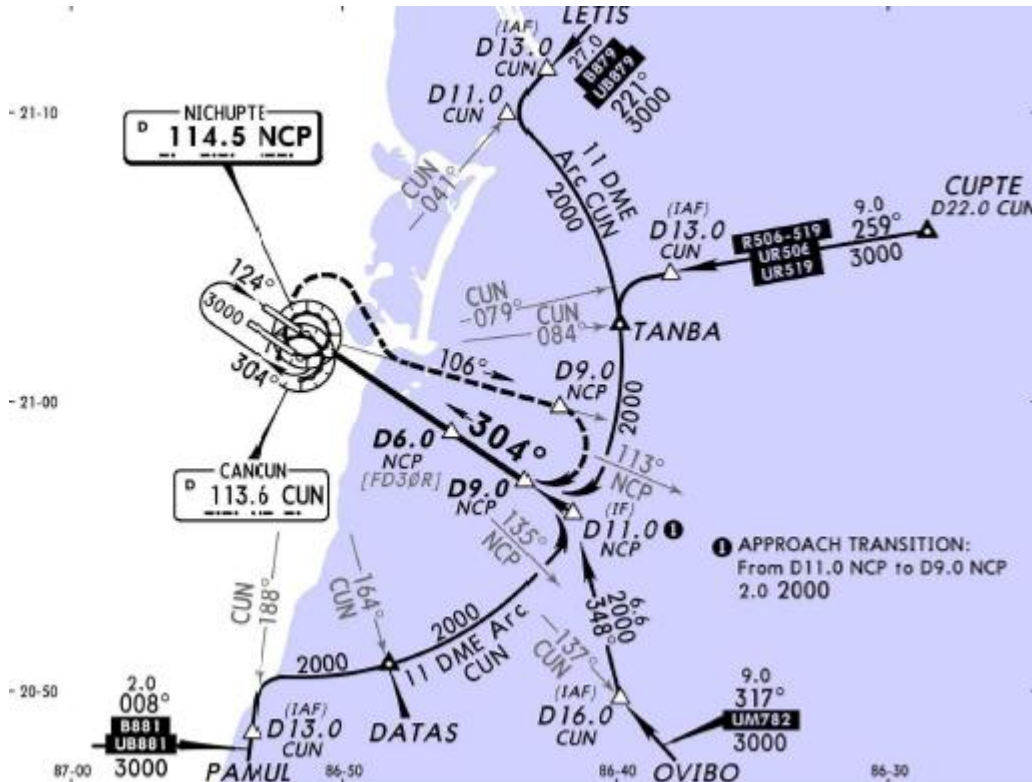 LETIS
(IAF)
D13.0
CUN
27.0
B879
UB879
221°
3000
D11.0
CUN
21-10
NICHUPTE
D 114.5 NCP
CUN
-041°
11 DME
Arc CUN
2000
CUPTE
D22.0 CUN
(IAF)
D13.0
CUN
9.0
R506-519
UR506
UR519
259°
3000
124°
3000
304°
CUN
-079°
CUN
084°
TANBA
106°
D9.0
NCP
2000
21-00
304°
D6.0
NCP
[FD30R]
113°
NCP
CANCUN
D 113.6 CUN
D9.0
NCP
(IF)
D11.0
NCP
135°
NCP
i APPROACH TRANSITION:
From D11.0 NCP to D9.0 NCP
2.0 2000
CUN
188°
-164°
CUN
2000
2000
11 DME Arc
CUN
6.6
2000
348°
-137°
CUN
20-50
2.0
008°
B881
UB881
3000
(IAF)
D13.0
CUN
DATAS
(IAF)
D16.0
CUN
9.0
317°
UM782
3000
87-00
PAMUL
86-50
86-40
OVIBO
86-30